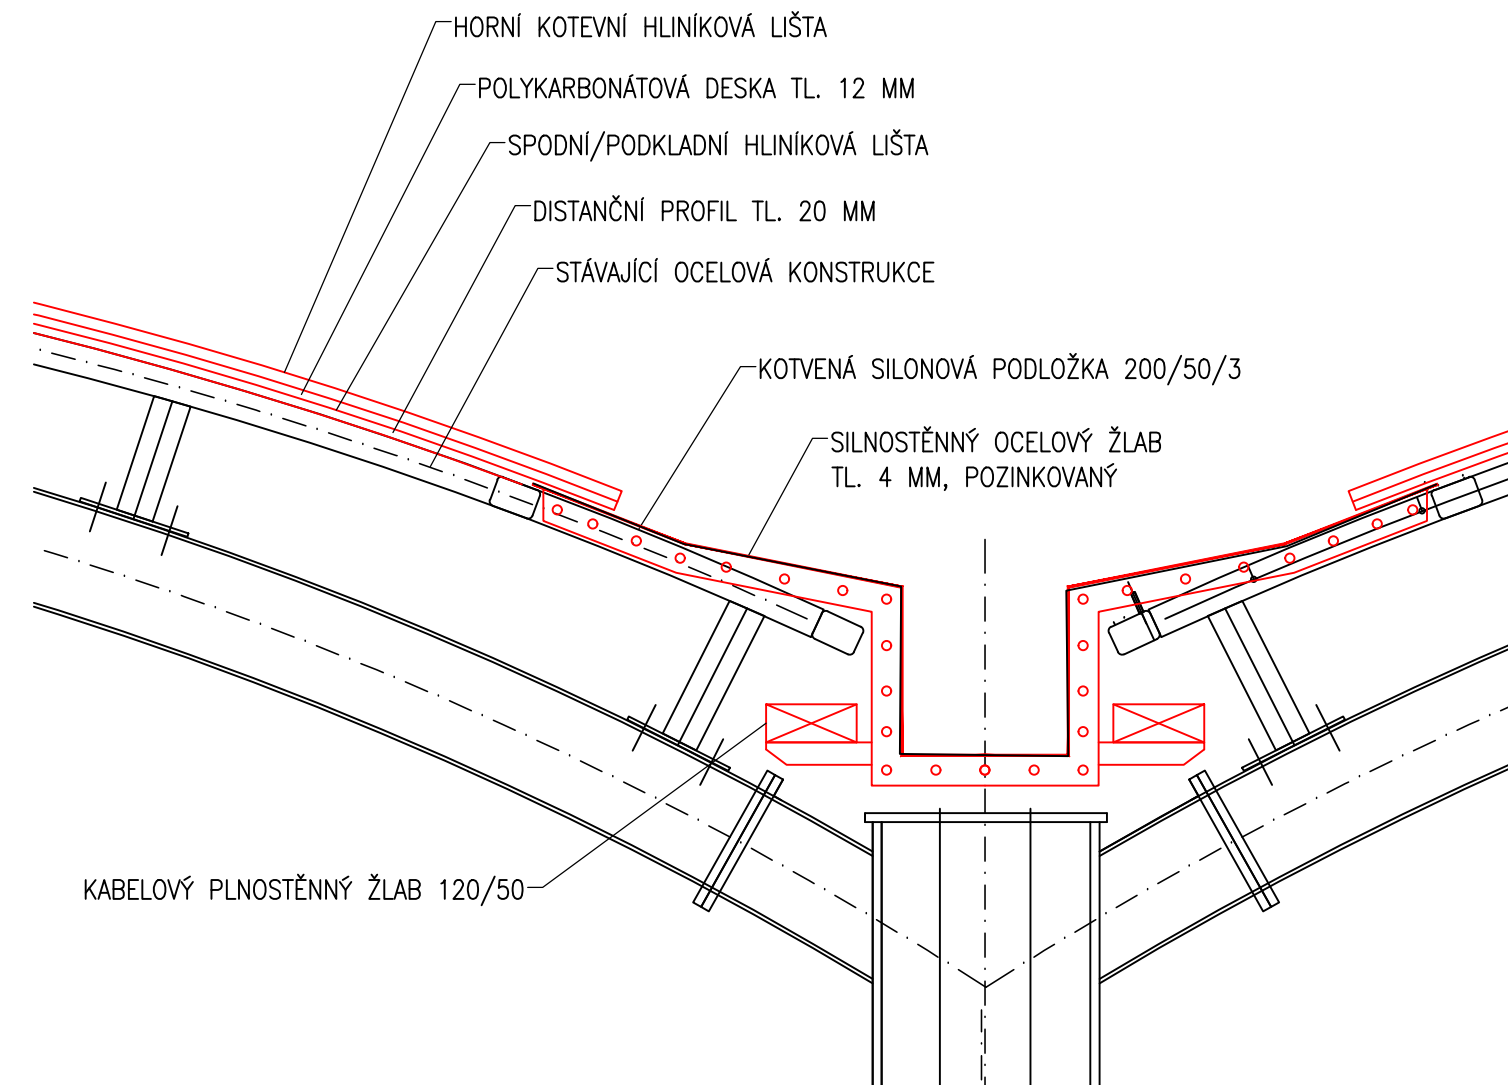 HORNÍ KOTEVNÍ HLINÍKOVÁ LIŠTA
POLYKARBONÁTOVÁ DESKA TL. 12 MM
SPODNÍ/PODKLADNÍ HLINÍKOVÁ LIŠTA
DISTANČNÍ PROFIL TL. 20 MM
STÁVAJÍCÍ OCELOVÁ KONSTRUKCE
KOTVENÁ SILONOVÁ PODLOŽKA 200/50/3
SILNOSTĚNNÝ OCELOVÝ ŽLAB
TL. 4 MM, POZINKOVANÝ
KABELOVÝ PLNOSTĚNNÝ ŽLAB 120/50